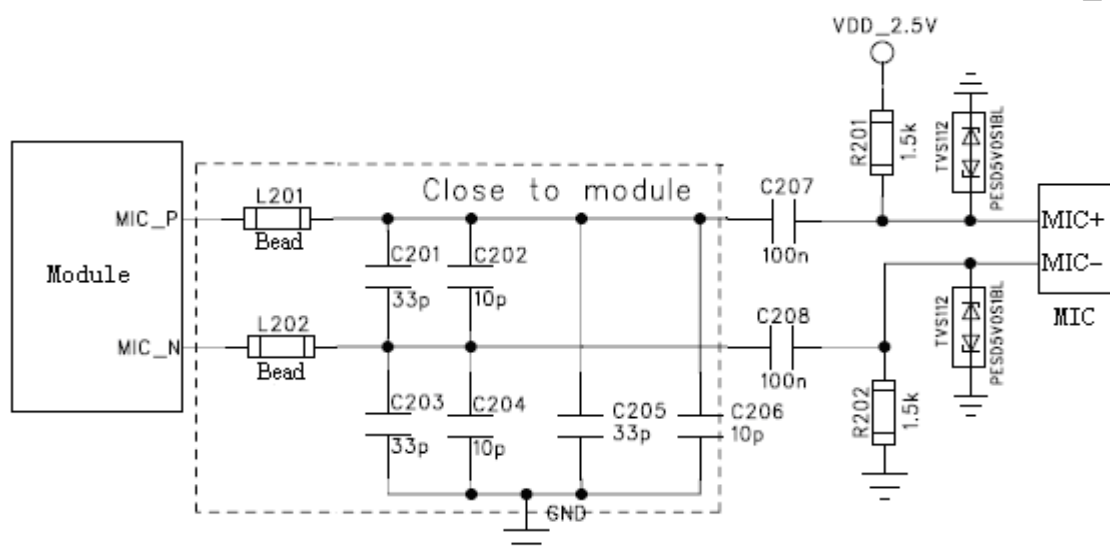 VDD_2.5V
R201
1.5k
TVS112
PESD5V0S1BL
Close to module
C207
100n
L201
Bead
MIC_P
Module
C201
33p
C202
10p
MIC+
MIC-
MIC
L202
Bead
MIC_N
C208
100n
TVS112
PESD5V0S1BL
C203
33p
C204
10p
C205
33p
C206
10p
R202
1.5k
GND